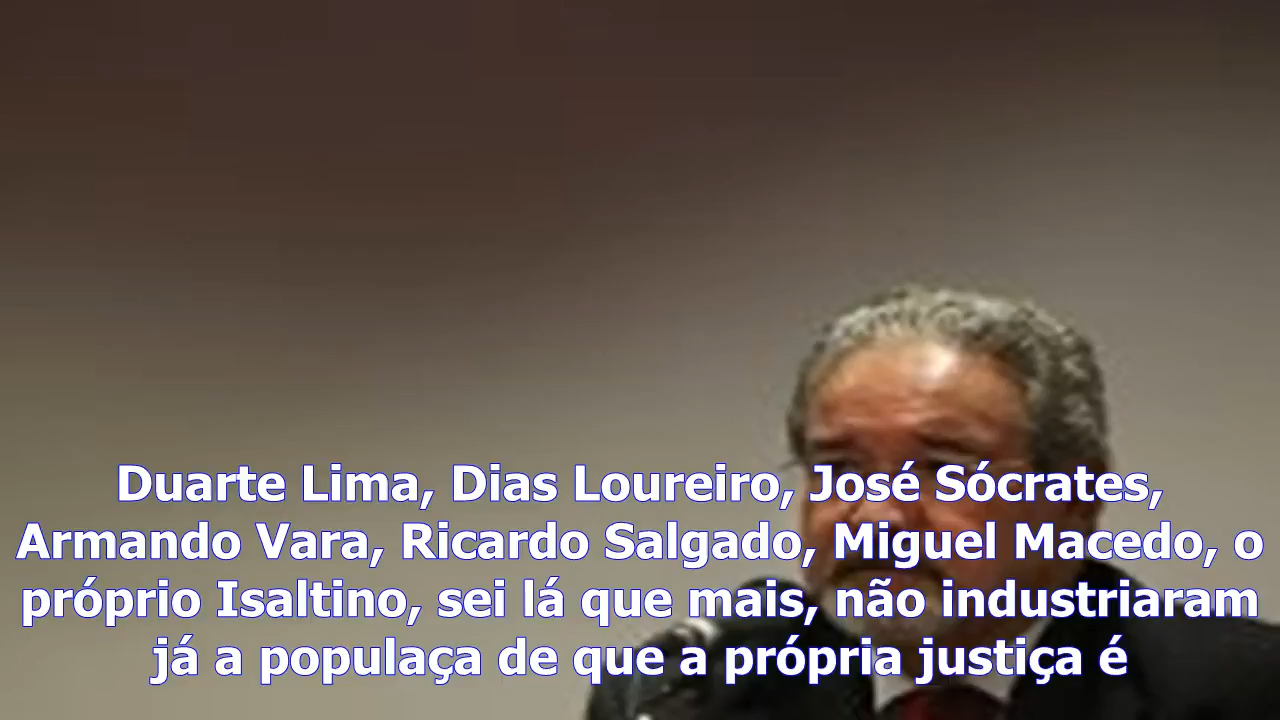 Duarte Lima, Dias Loureiro, José Sócrates,
Armando Vara, Ricardo Salgado, Miguel Macedo, o
próprio Isaltino, sei lá que mais, não industriaram
já a populaça de que a própria justiça é